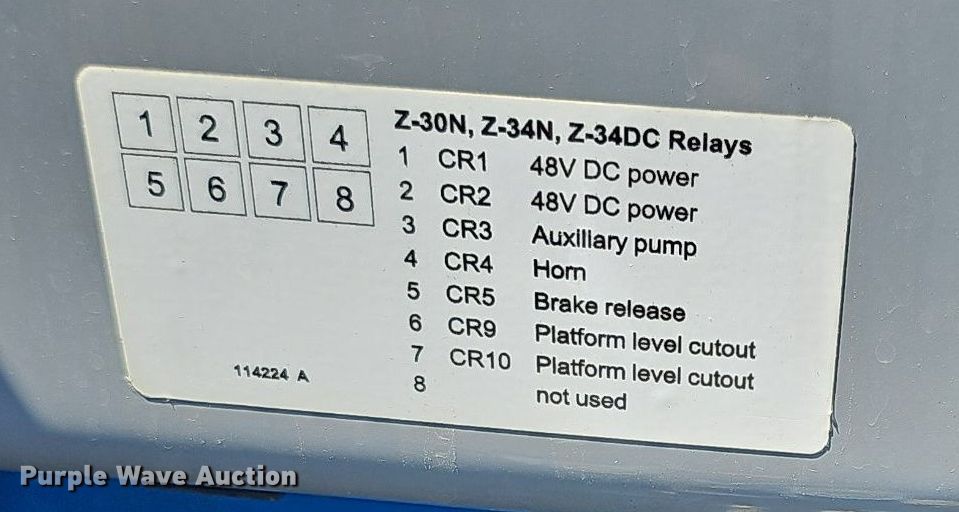 1 2 3 4
5 6 7 8
Z-30N, Z-34N, Z-34DC Relays
1 CR1 48V DC power
2 CR2 48V DC power
3 CR3 Auxiliary pump
4 CR4 Horn
5 CR5 Brake release
6 CR9 Platform level cutout
7 CR10 Platform level cutout
8 not used
114224 A
Purple Wave Auction